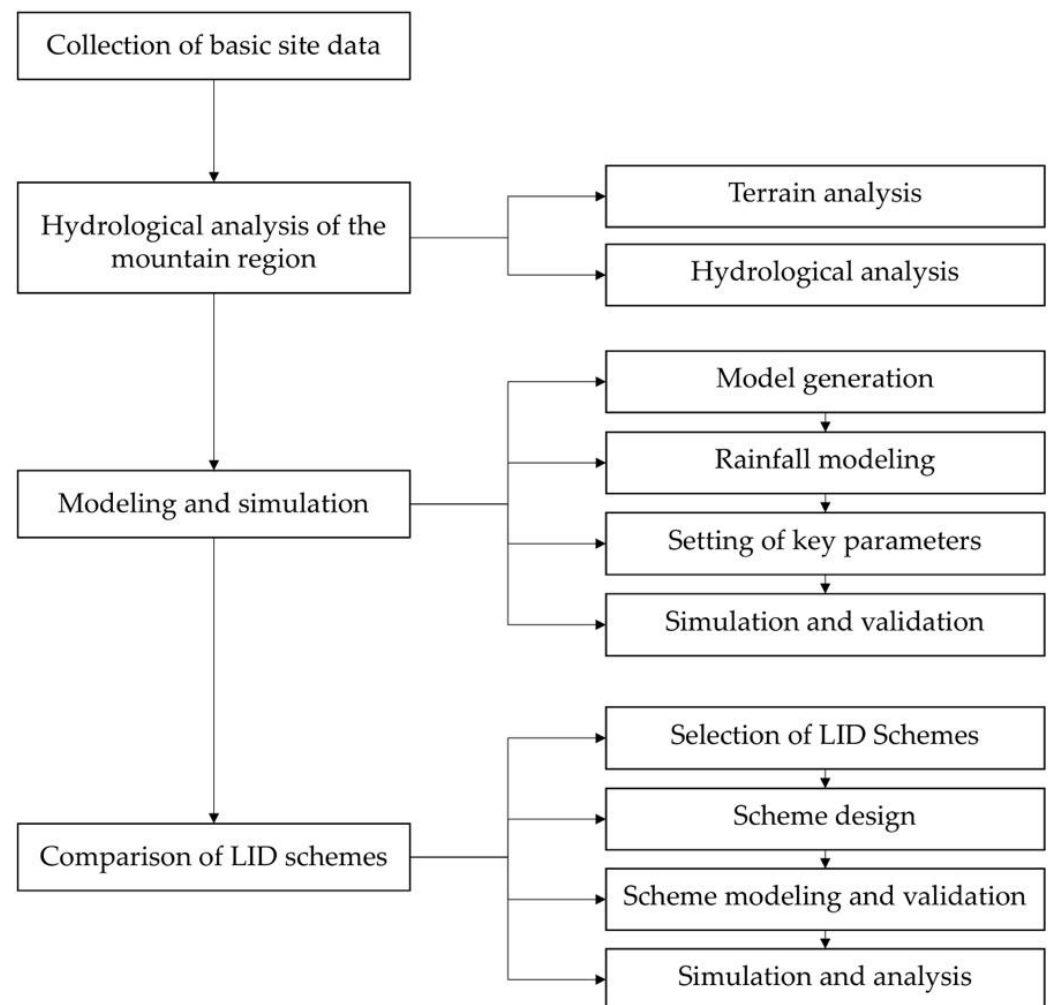 Collection of basic site data
Hydrological analysis of the
mountain region
Terrain analysis
Hydrological analysis
Modeling and simulation
Model generation
Rainfall modeling
Setting of key parameters
Simulation and validation
Comparison of LID schemes
Selection of LID Schemes
Scheme design
Scheme modeling and validation
Simulation and analysis